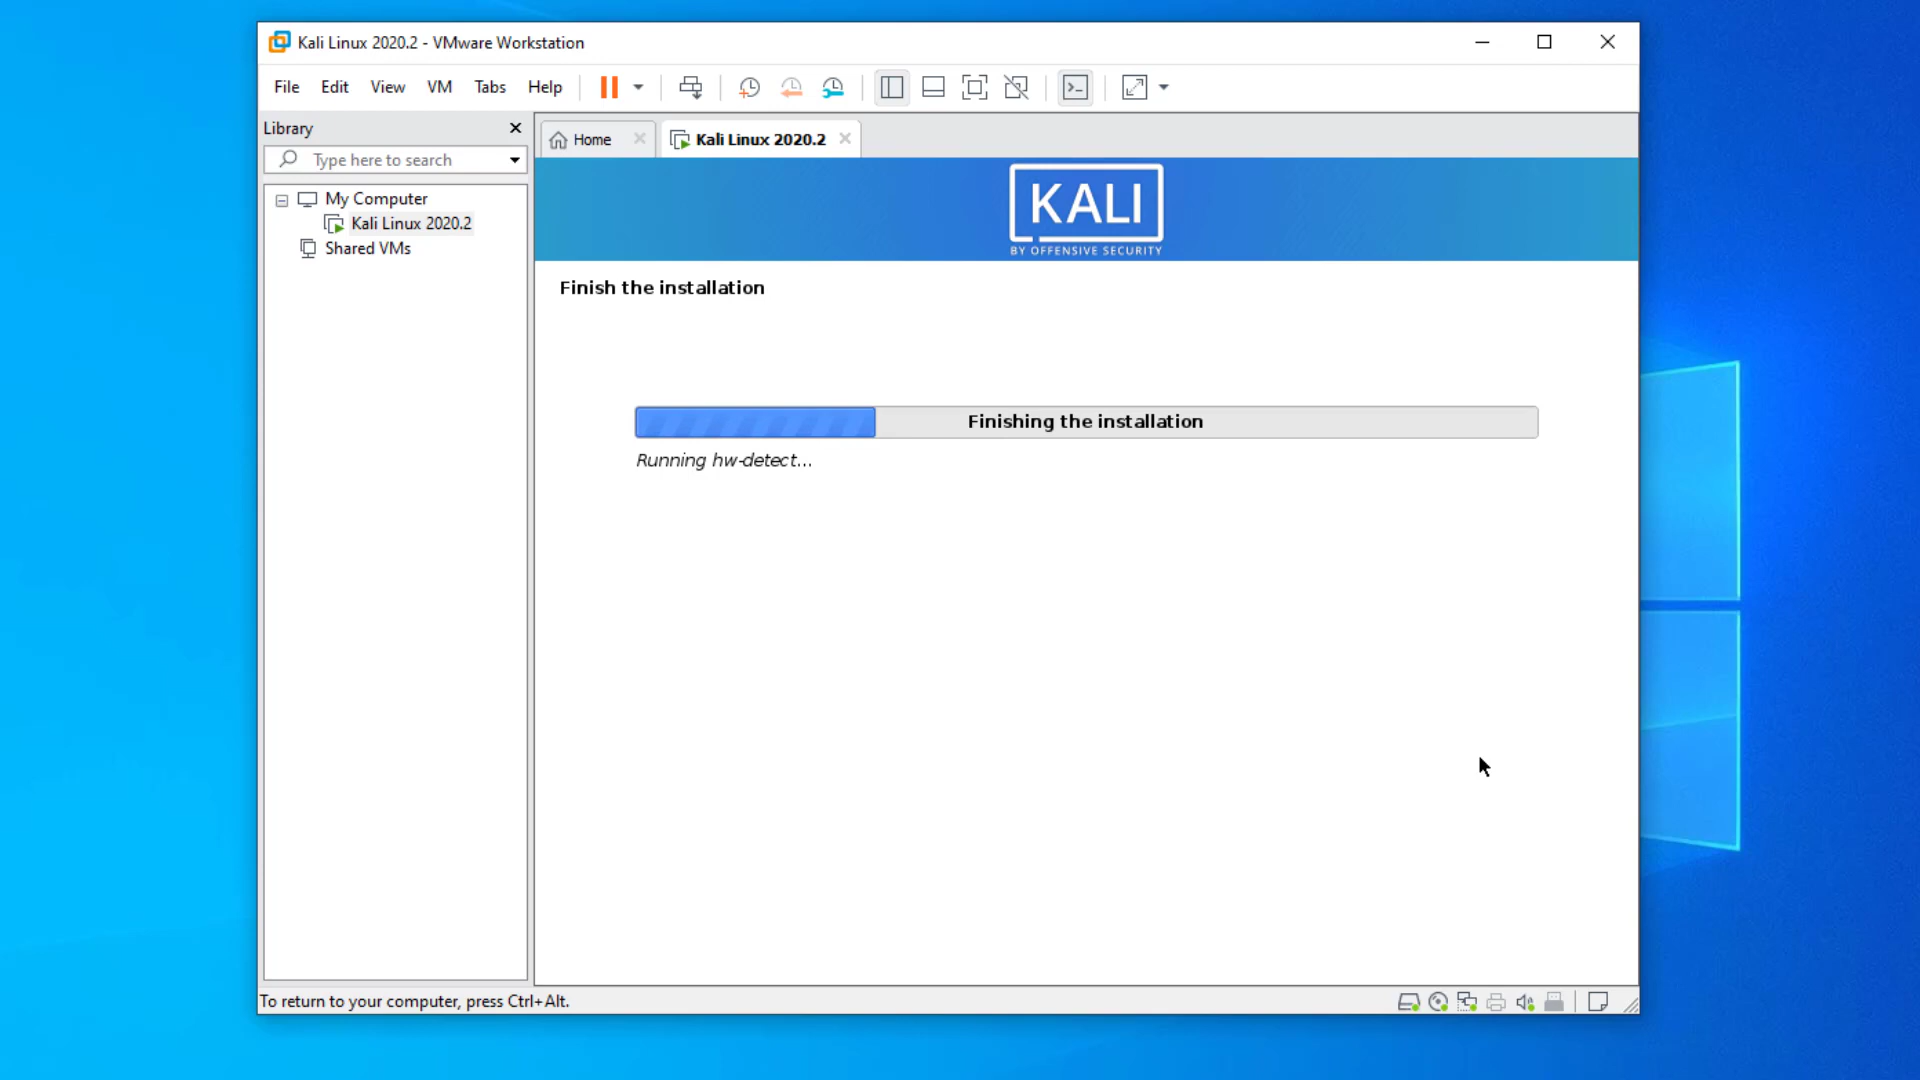 Kali Linux 2020.2 - VMware Workstation
File Edit View VM Tabs Help
Library
Home
Kali Linux 2020.2
Type here to search
My Computer
Kali Linux 2020.2
Shared VMs
KALI
BY OFFENSIVE SECURITY
Finish the installation
Finishing the installation
Running hw-detect...
To return to your computer, press Ctrl+Alt.